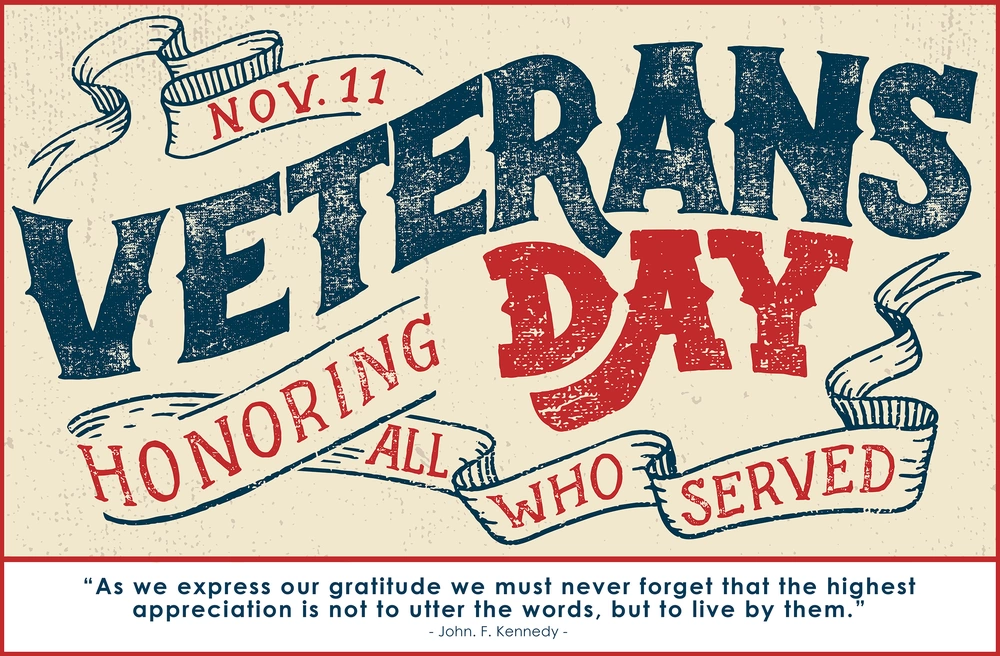 NOV. 11
VETERANS
DAY
HONORING
ALL
WHO
SERVED
“As we express our gratitude we must never forget that the highest
appreciation is not to utter the words, but to live by them.”
- John. F. Kennedy -